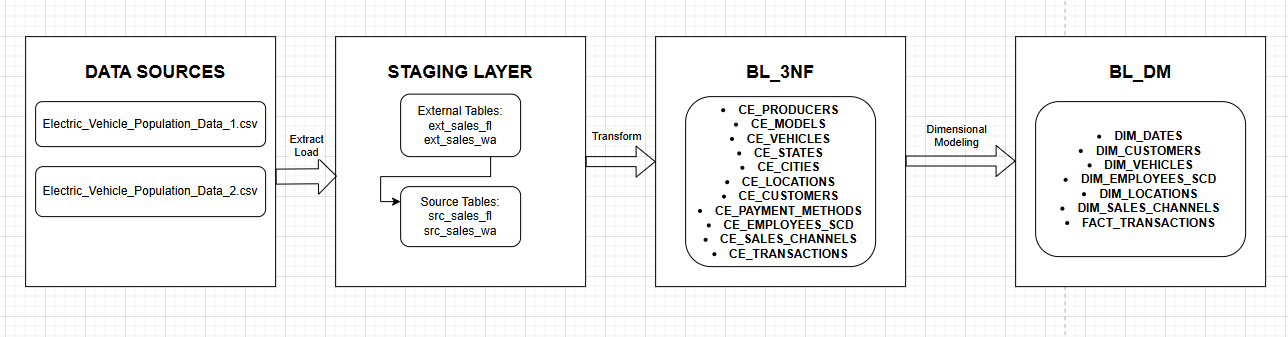 DATA SOURCES
Electric_Vehicle_Population_Data_1.csv
Electric_Vehicle_Population_Data_2.csv
Extract
Load
STAGING LAYER
External Tables:
ext_sales_fl
ext_sales_wa
Source Tables:
src_sales_fl
src_sales_wa
Transform
BL_3NF
• CE_PRODUCERS
• CE_MODELS
• CE_VEHICLES
• CE_STATES
• CE_CITIES
• CE_LOCATIONS
• CE_CUSTOMERS
• CE_PAYMENT_METHODS
• CE_EMPLOYEES_SCD
• CE_SALES_CHANNELS
• CE_TRANSACTIONS
Dimensional
Modeling
BL_DM
• DIM_DATES
• DIM_CUSTOMERS
• DIM_VEHICLES
• DIM_EMPLOYEES_SCD
• DIM_LOCATIONS
• DIM_SALES_CHANNELS
• FACT_TRANSACTIONS